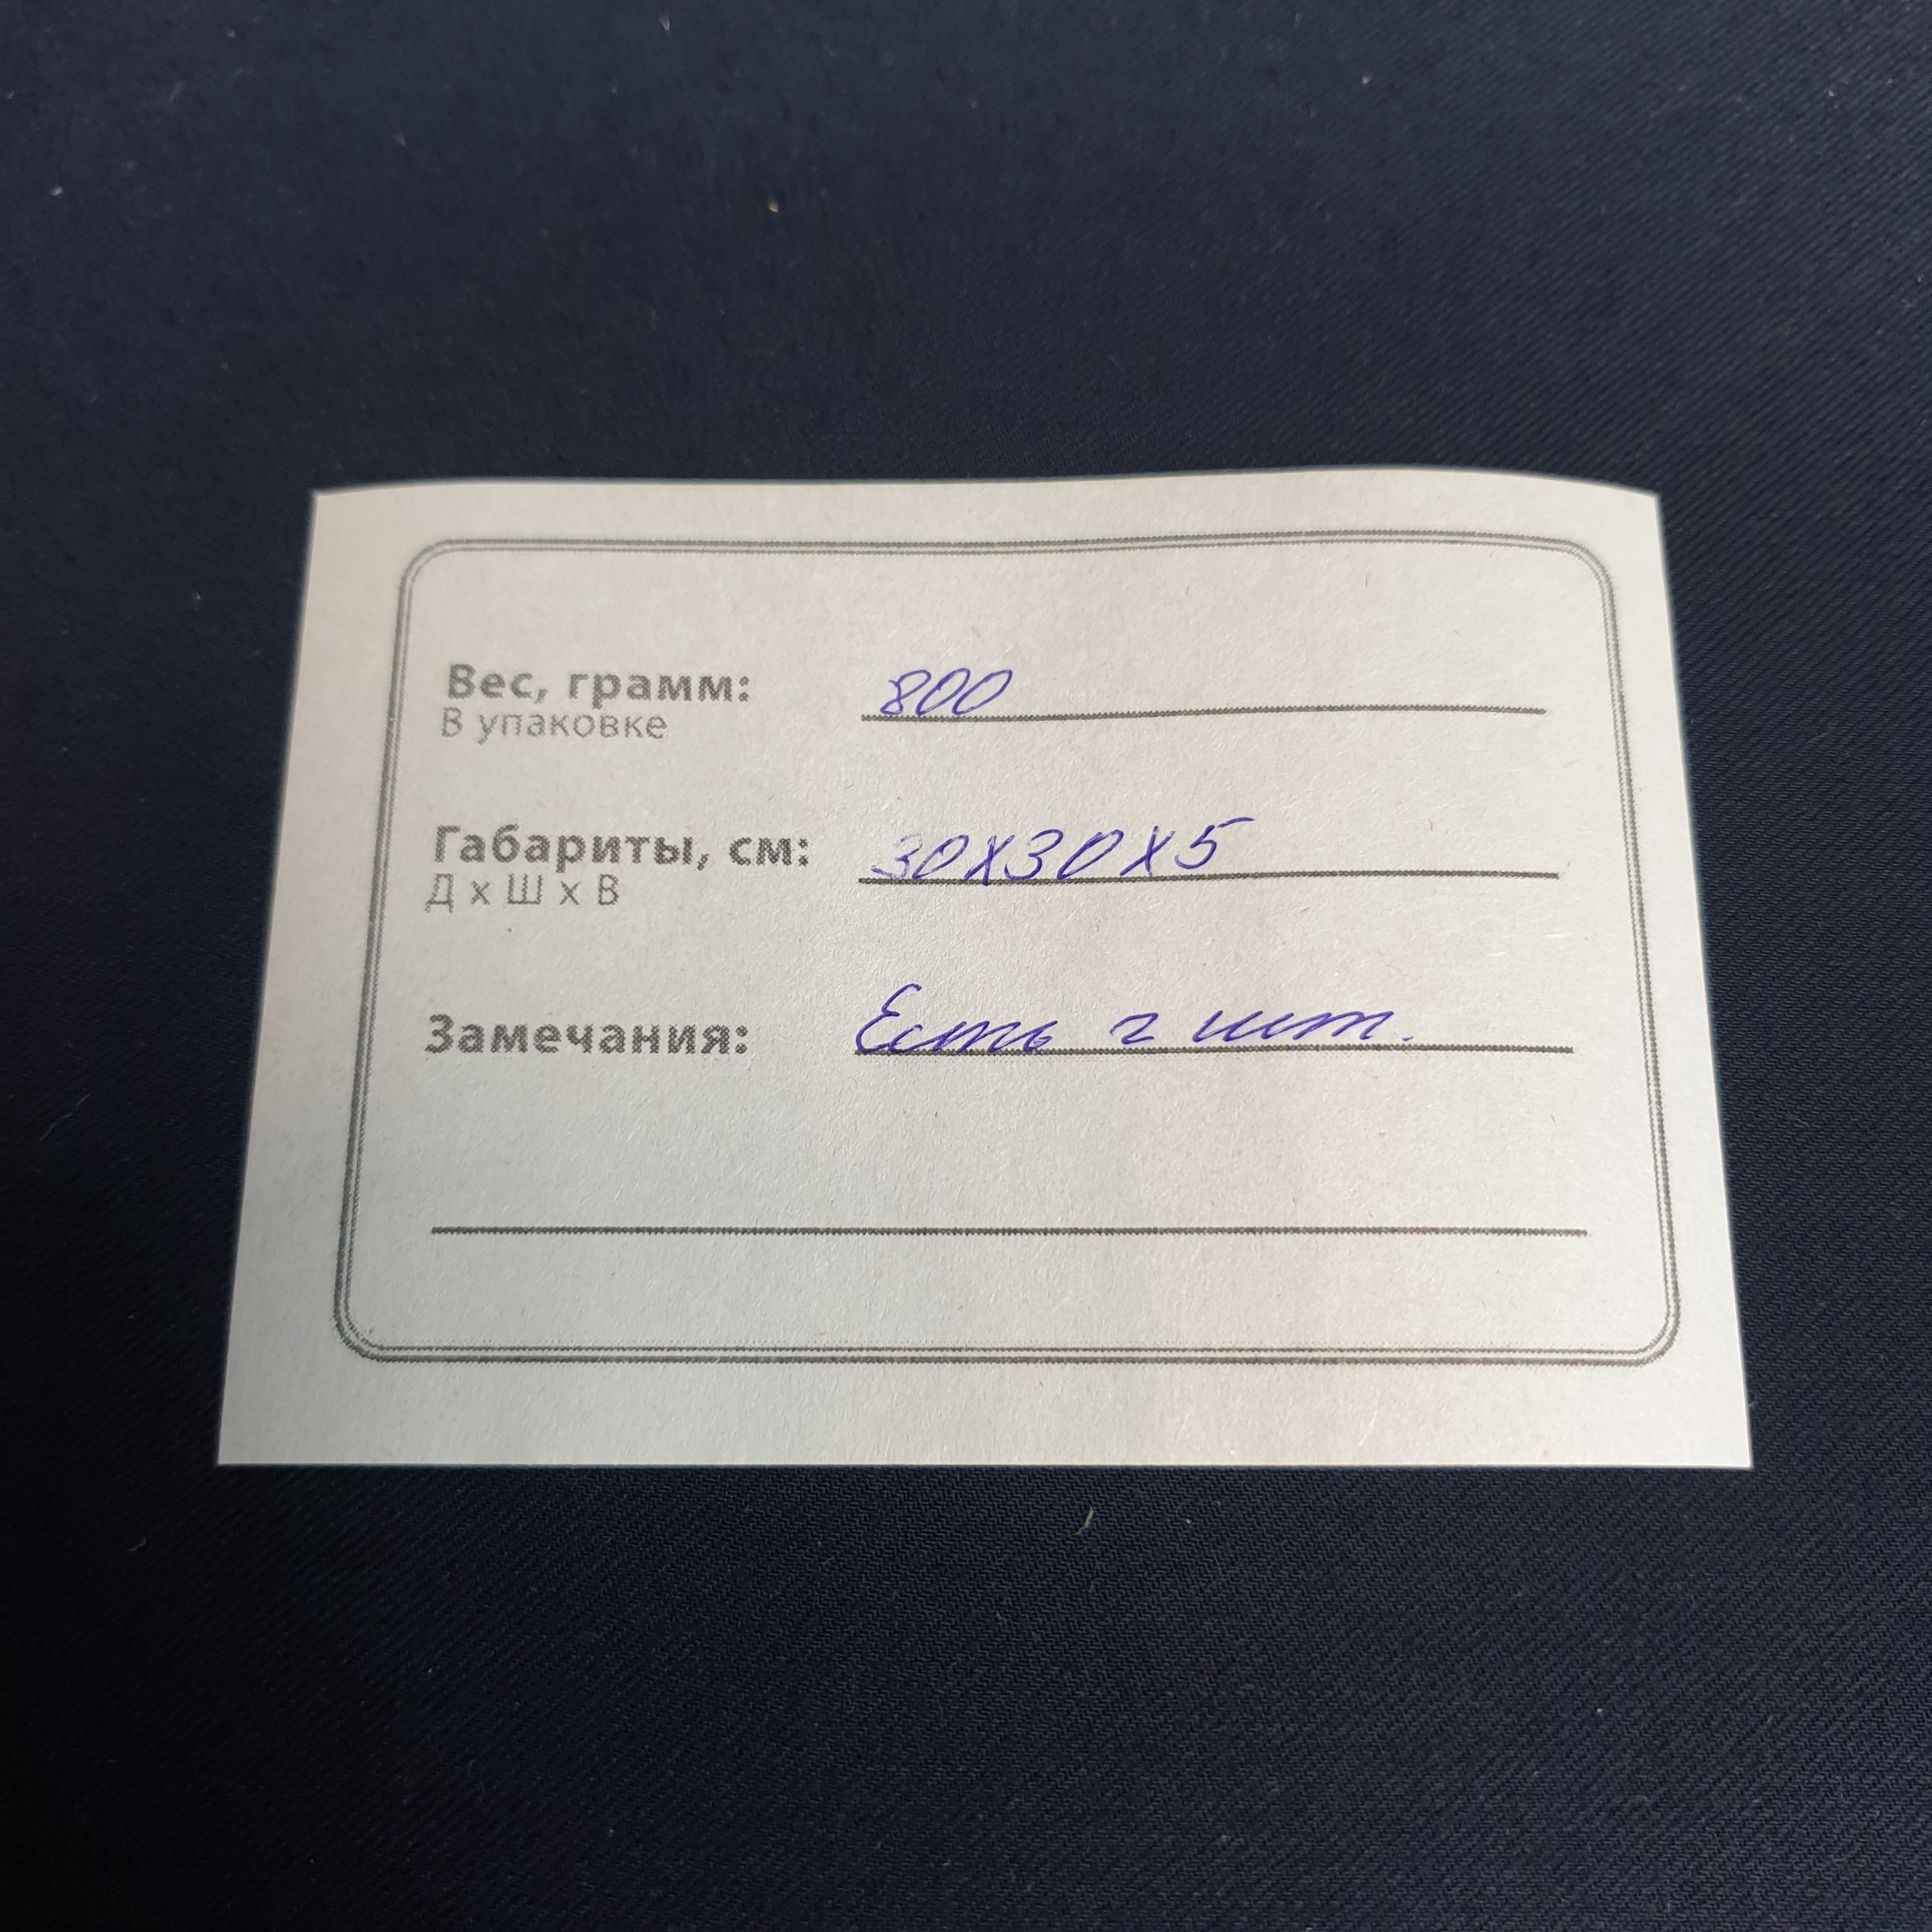 Вес, грамм: 800
В упаковке
Габариты, см: 30х30х5
Д х Ш х В
Замечания: Есть 2 шт.